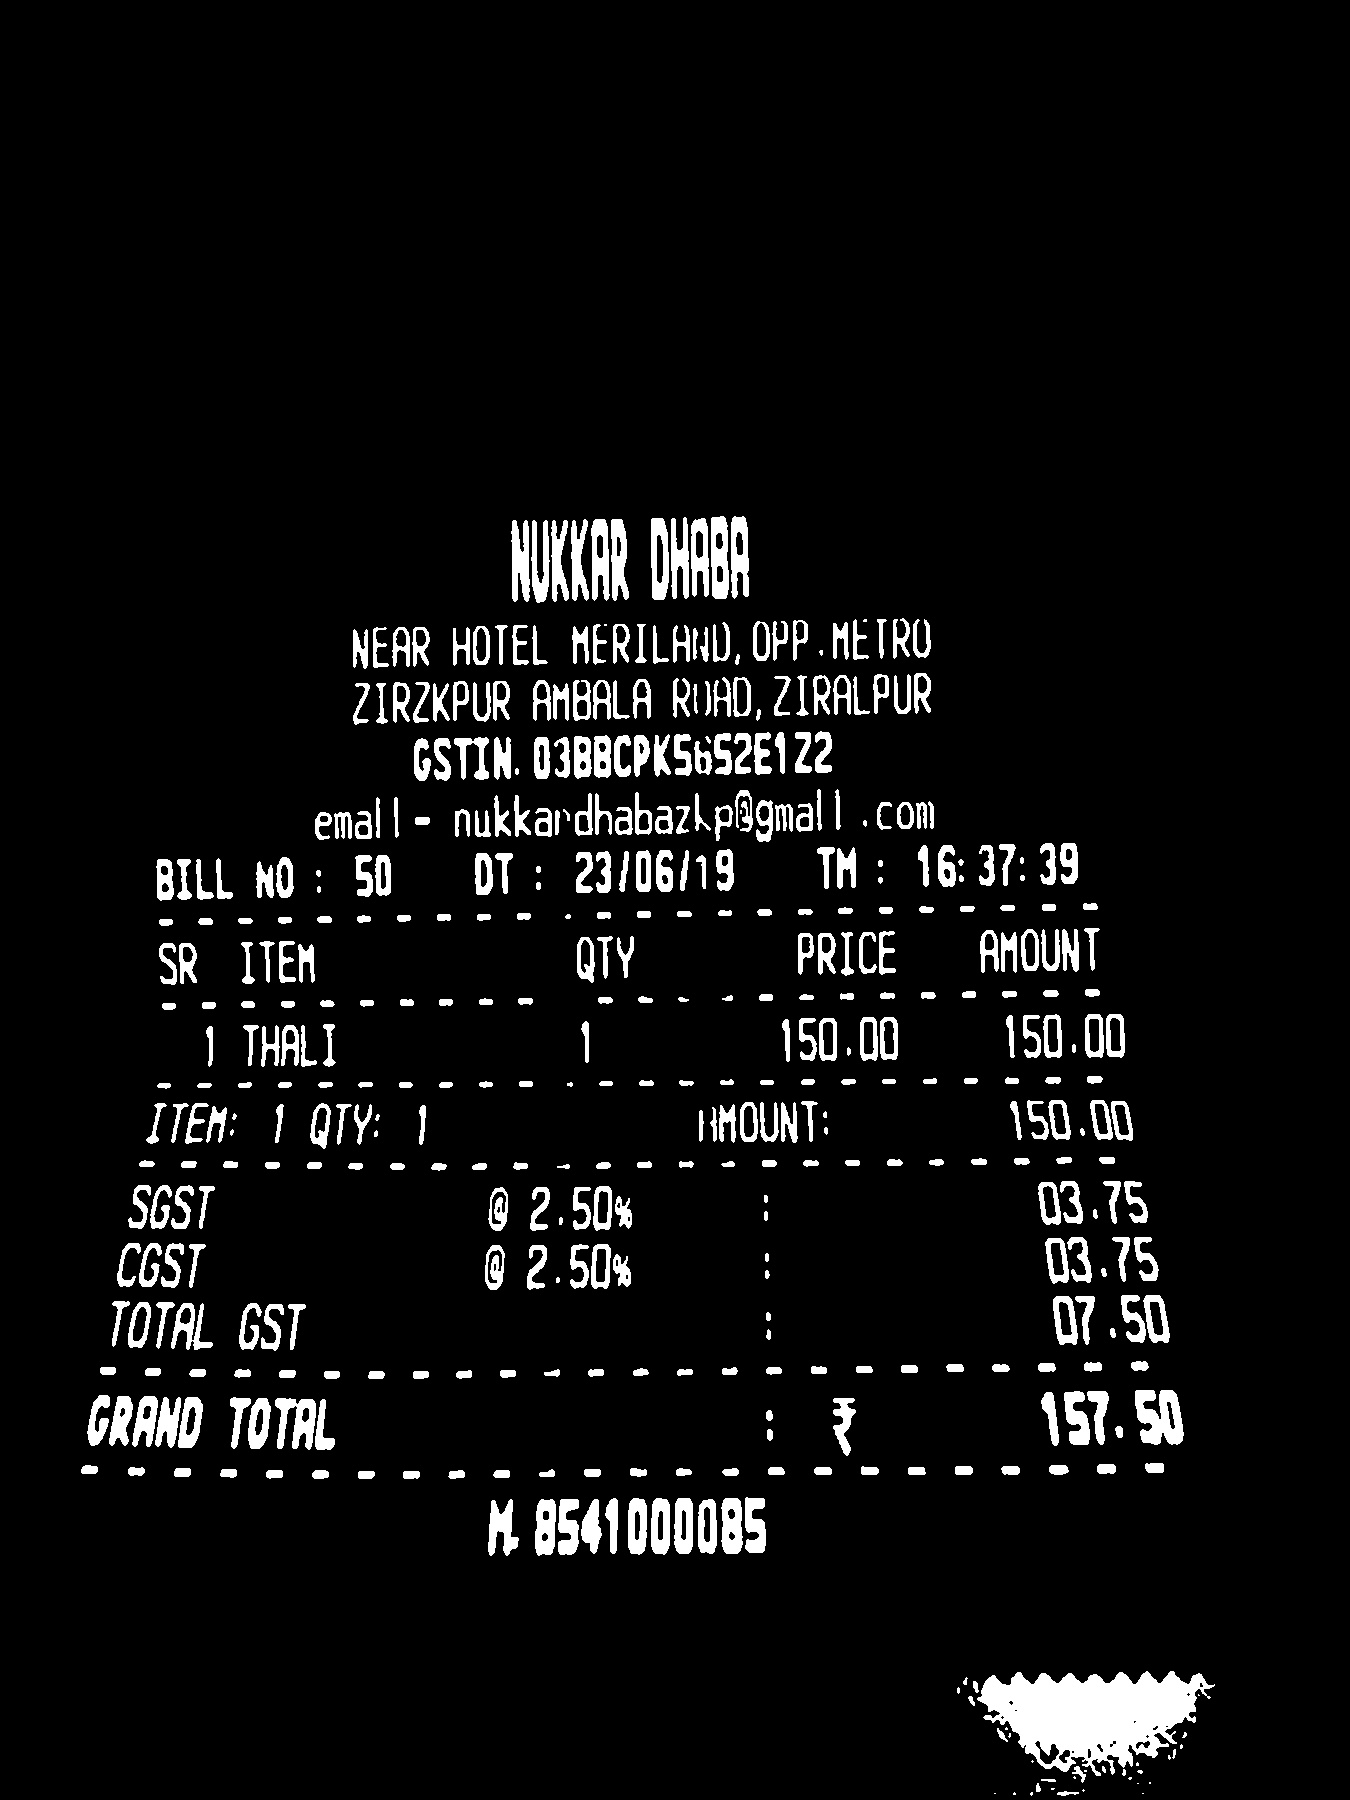 NUKKAR DHABA
NEAR HOTEL MERILAND,OPP.METRO
ZIRZKPUR AMBALA ROAD,ZIRALPUR
GSTIN. 03BBCPK5652E1Z2
email- nukkardhabazkp@gmail.com
BILL NO : 50 DT : 23/06/19 TM : 16:37:39
SR ITEM QTY PRICE AMOUNT
1 THALI 1 150.00 150.00
ITEM: 1 QTY: 1 AMOUNT: 150.00
SGST @ 2.50% : 03.75
CGST @ 2.50% : 03.75
TOTAL GST : 07.50
GRAND TOTAL : ₹ 157.50
M. 8541000085